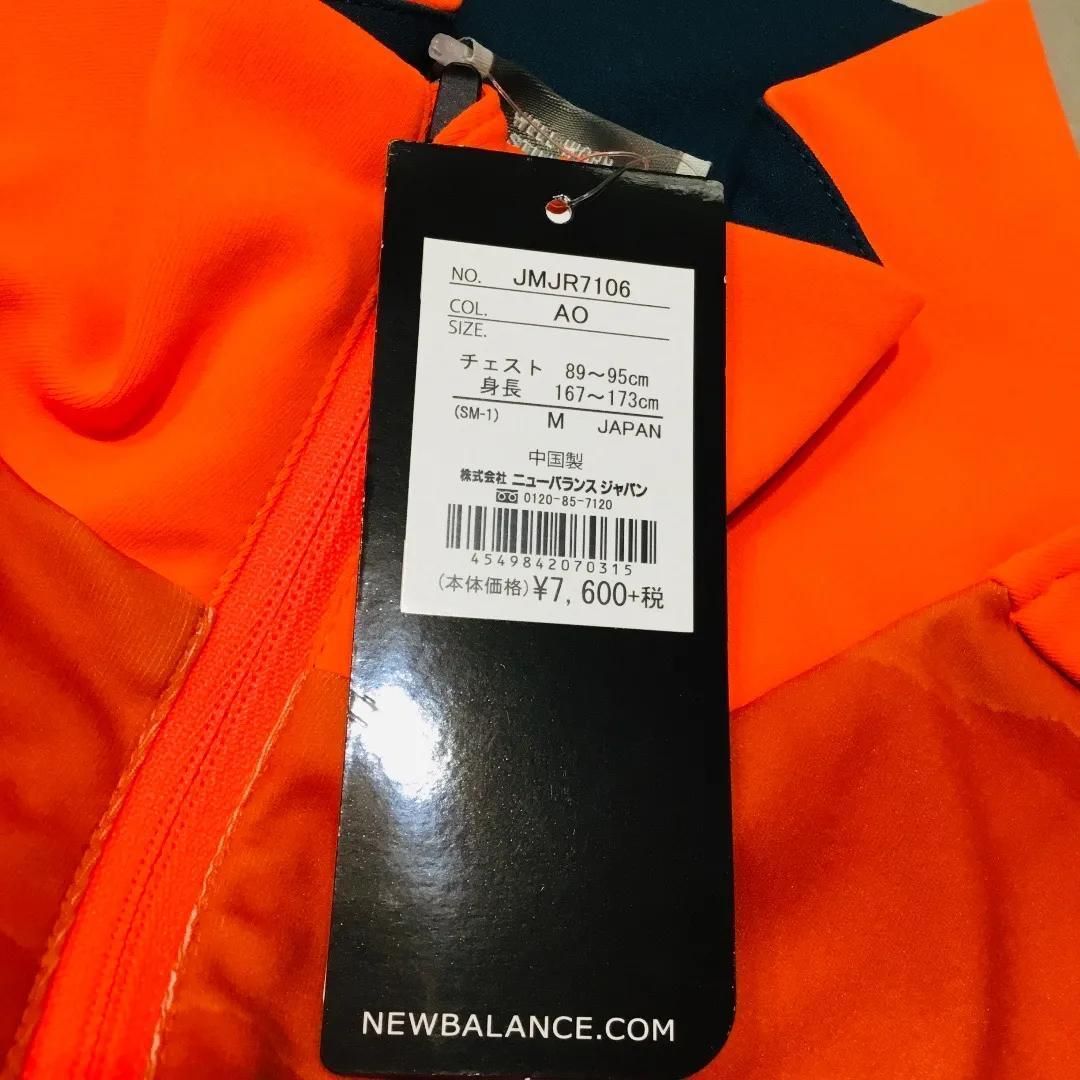 NO. JMJR7106
COL. AO
SIZE.
チェスト 89～95cm
身長 167～173cm
(SM-1) M JAPAN
中国製
株式会社 ニューバランス ジャパン
0120-85-7120
4549842070315
(本体価格) ¥7,600+税
NEWBALANCE.COM